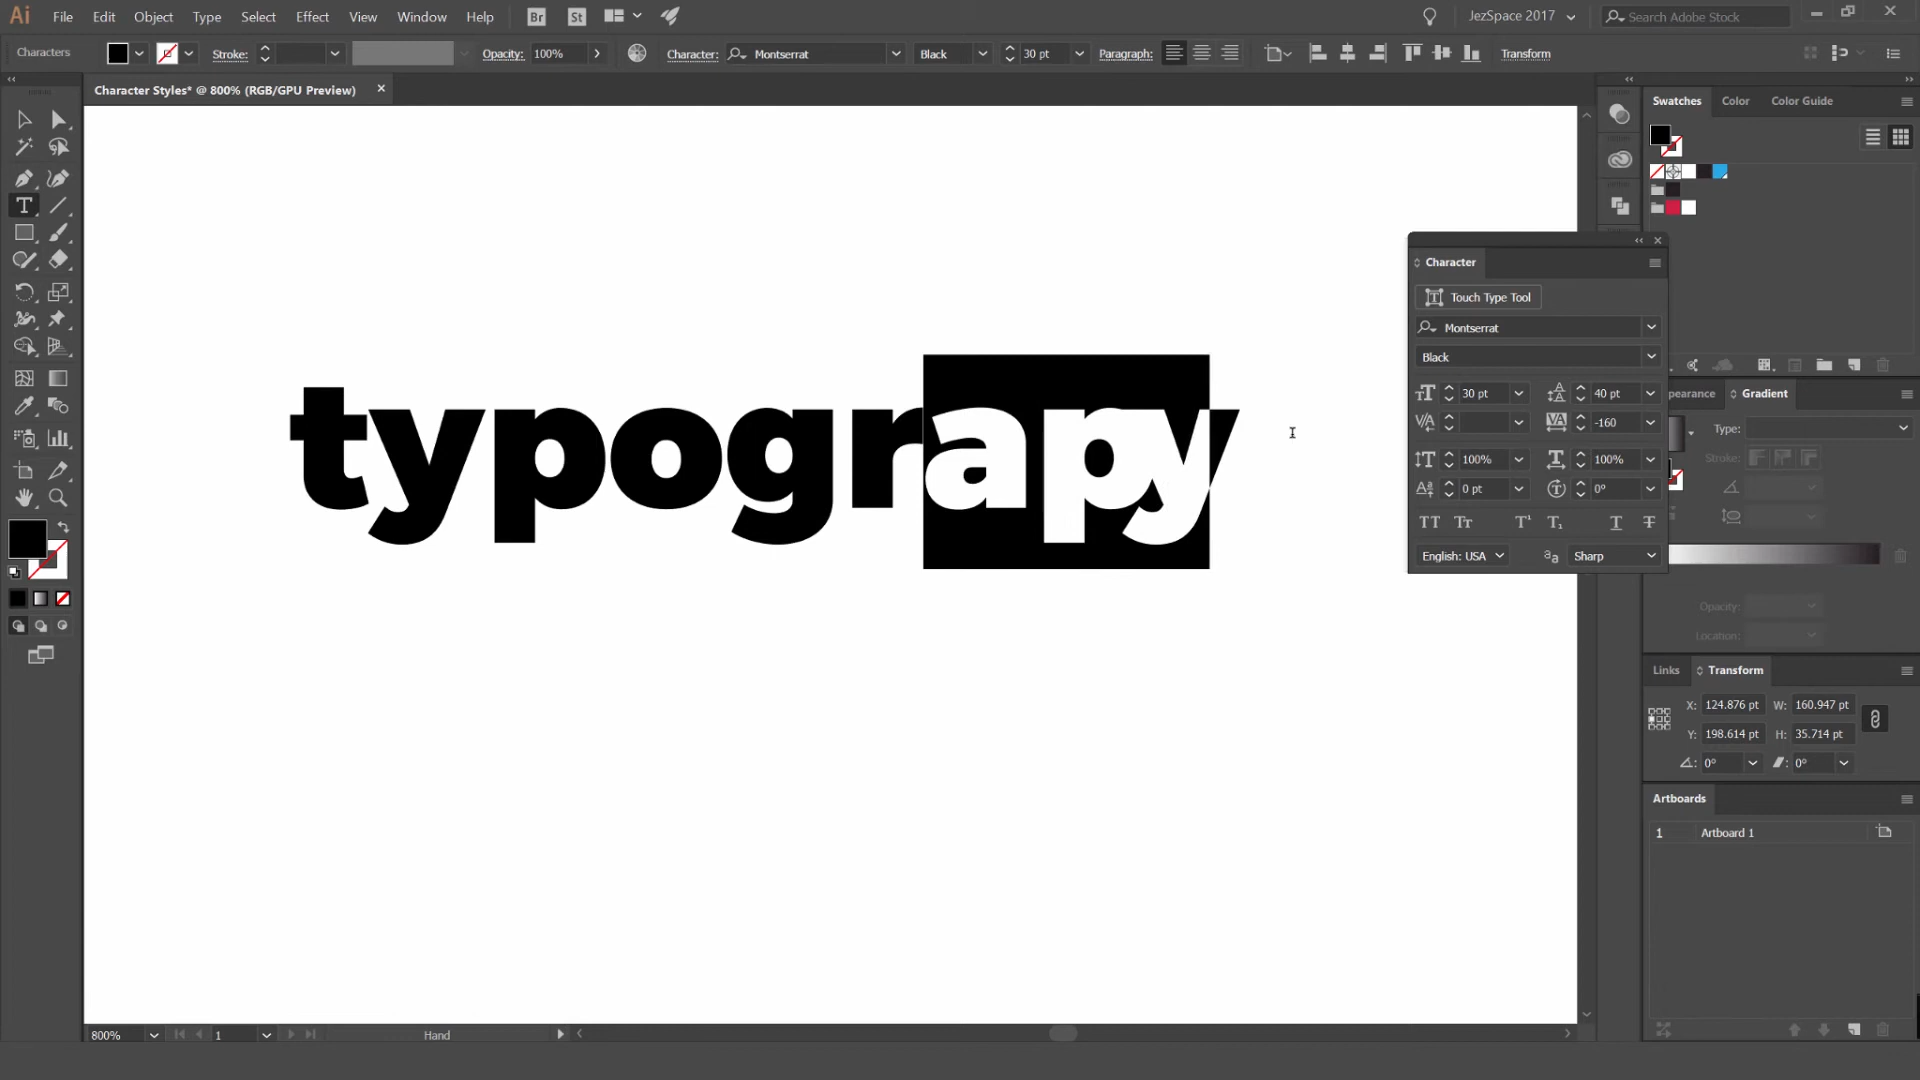 Ai File Edit Object Type Select Effect View Window Help Br St JezSpace 2017 Search Adobe Stock
Characters Stroke: Opacity: 100% Character: Montserrat Black 30 pt Paragraph: Transform
Character Styles* @ 800% (RGB/GPU Preview)
Swatches Color Color Guide
Character
Touch Type Tool
Montserrat
Black
30 pt 40 pt
-160
100% 100%
0 pt 0°
English: USA Sharp
typograpy
pearance Gradient
Type:
Stroke:
Opacity:
Location:
Links Transform
X: 124.876 pt W: 160.947 pt
Y: 198.614 pt H: 35.714 pt
0° 0°
Artboards
1 Artboard 1
800% 1 Hand